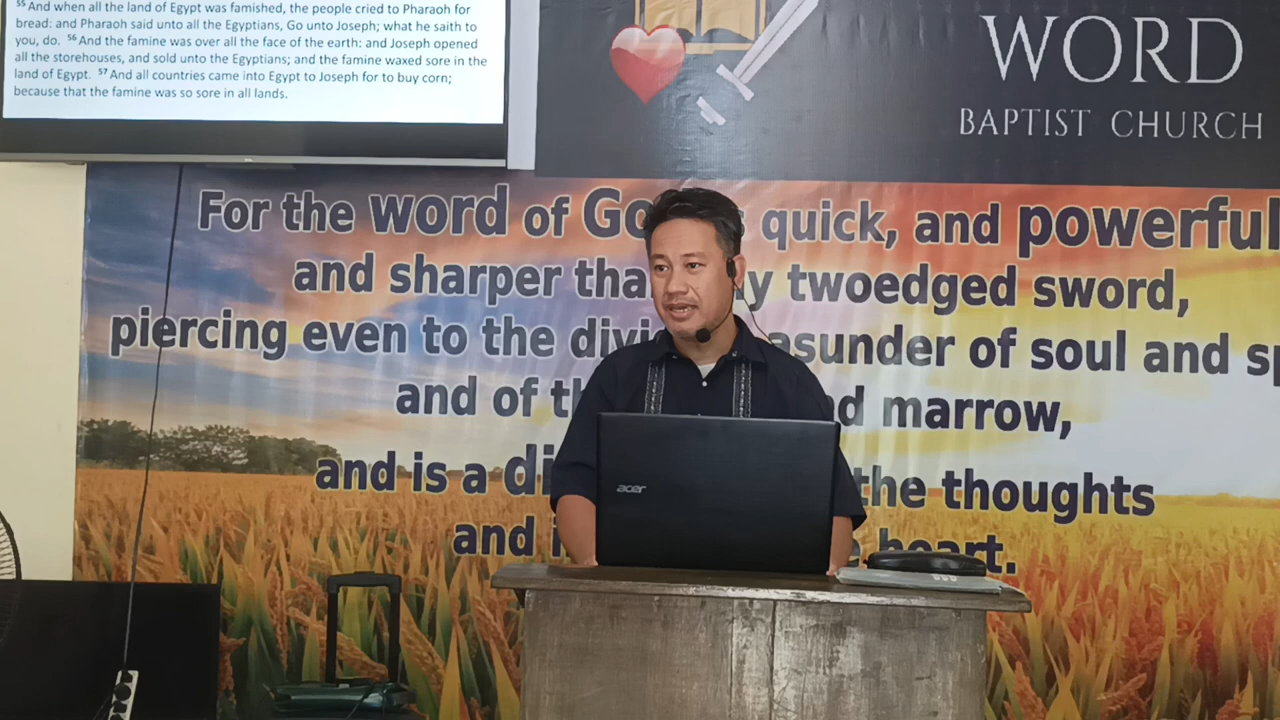 55 And when all the land of Egypt was famished, the people cried to Pharaoh for
bread: and Pharaoh said unto all the Egyptians, Go unto Joseph; what he saith to
you, do. 56 And the famine was over all the face of the earth: and Joseph opened
all the storehouses, and sold unto the Egyptians; and the famine waxed sore in the
land of Egypt. 57 And all countries came into Egypt to Joseph for to buy corn;
because that the famine was so sore in all lands.
WORD
BAPTIST CHURCH
For the word of Go quick, and powerful
and sharper tha y twoedged sword,
piercing even to the divi asunder of soul and sp
and of th d marrow,
and is a di the thoughts
and i heart.
acer